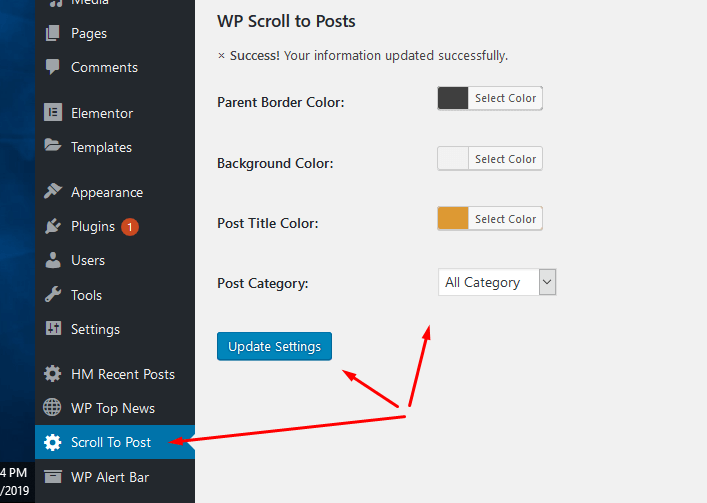 Media
Pages
Comments
Elementor
Templates
Appearance
Plugins 1
Users
Tools
Settings
HM Recent Posts
WP Top News
Scroll To Post
WP Alert Bar
4 PM
/2019
WP Scroll to Posts
× Success! Your information updated successfully.
Parent Border Color: Select Color
Background Color: Select Color
Post Title Color: Select Color
Post Category: All Category
Update Settings